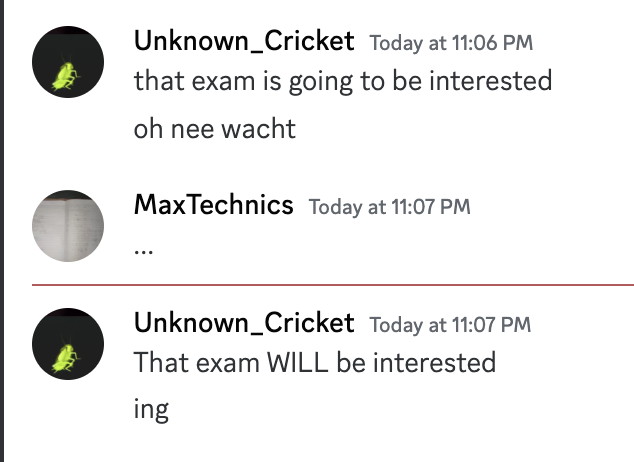 Unknown_Cricket Today at 11:06 PM
that exam is going to be interested
oh nee wacht
MaxTechnics Today at 11:07 PM
...
Unknown_Cricket Today at 11:07 PM
That exam WILL be interested
ing